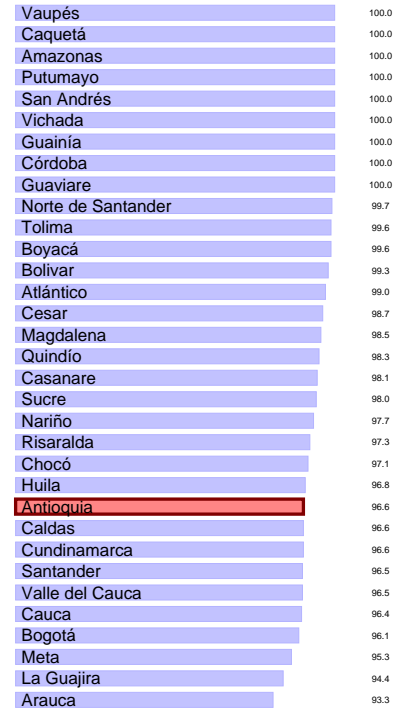 Vaupés 100.0
Caquetá 100.0
Amazonas 100.0
Putumayo 100.0
San Andrés 100.0
Vichada 100.0
Guainía 100.0
Córdoba 100.0
Guaviare 100.0
Norte de Santander 99.7
Tolima 99.6
Boyacá 99.6
Bolivar 99.3
Atlántico 99.0
Cesar 98.7
Magdalena 98.5
Quindío 98.3
Casanare 98.1
Sucre 98.0
Nariño 97.7
Risaralda 97.3
Chocó 97.1
Huila 96.8
Antioquia 96.6
Caldas 96.6
Cundinamarca 96.6
Santander 96.5
Valle del Cauca 96.5
Cauca 96.4
Bogotá 96.1
Meta 95.3
La Guajira 94.4
Arauca 93.3